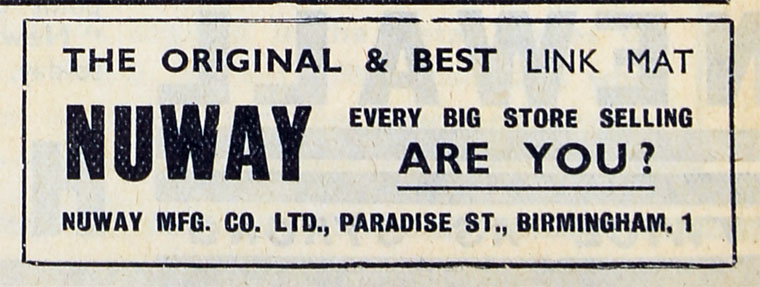 THE ORIGINAL & BEST LINK MAT
NUWAY
EVERY BIG STORE SELLING
ARE YOU?
NUWAY MFG. CO. LTD., PARADISE ST., BIRMINGHAM, 1